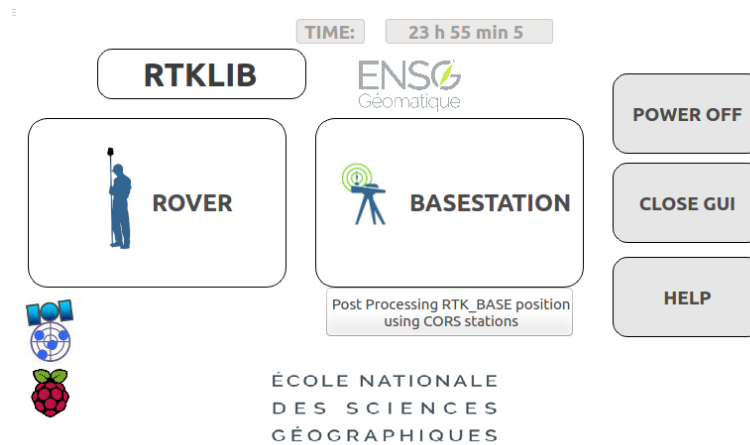 TIME:
23 h 55 min 5
RTKLIB
ENSG
Géomatique
POWER OFF
ROVER
BASESTATION
CLOSE GUI
HELP
Post Processing RTK_BASE position
using CORS stations
ÉCOLE NATIONALE
DES SCIENCES
GÉOGRAPHIQUES